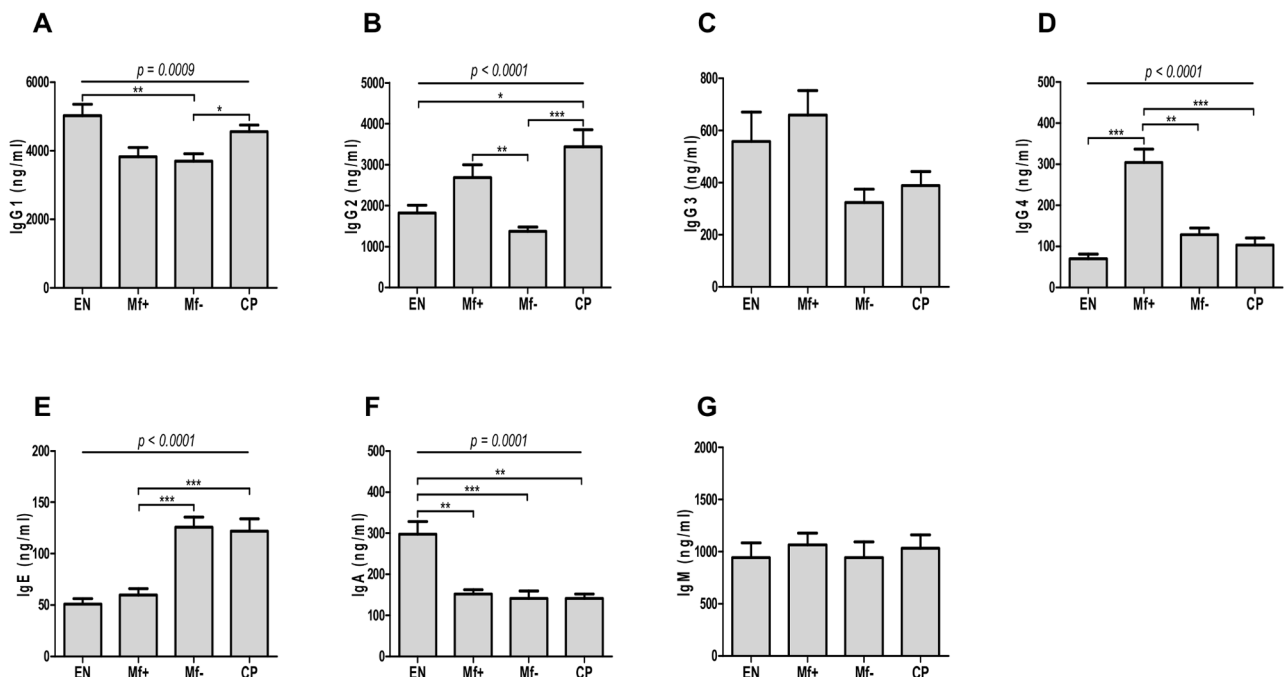 A
p = 0.0009
**
*
IgG1 (ng/ml)
6000
4000
2000
0
EN Mf+ Mf- CP
B
p < 0.0001
*
***
**
IgG2 (ng/ml)
5000
4000
3000
2000
1000
0
EN Mf+ Mf- CP
C
IgG3 (ng/ml)
800
600
400
200
0
EN Mf+ Mf- CP
D
p < 0.0001
***
**
***
IgG4 (ng/ml)
500
400
300
200
100
0
EN Mf+ Mf- CP
E
p < 0.0001
***
***
IgE (ng/ml)
200
150
100
50
0
EN Mf+ Mf- CP
F
p = 0.0001
**
***
**
IgA (ng/ml)
500
400
300
200
100
0
EN Mf+ Mf- CP
G
IgM (ng/ml)
2000
1500
1000
500
0
EN Mf+ Mf- CP